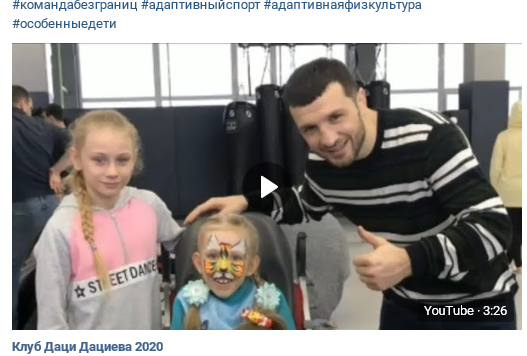 #командабезграниц #адаптивныйспорт #адаптивнаяфизкультура
#особенныедети
STREET DANCE
YouTube · 3:26
Клуб Даци Дациева 2020